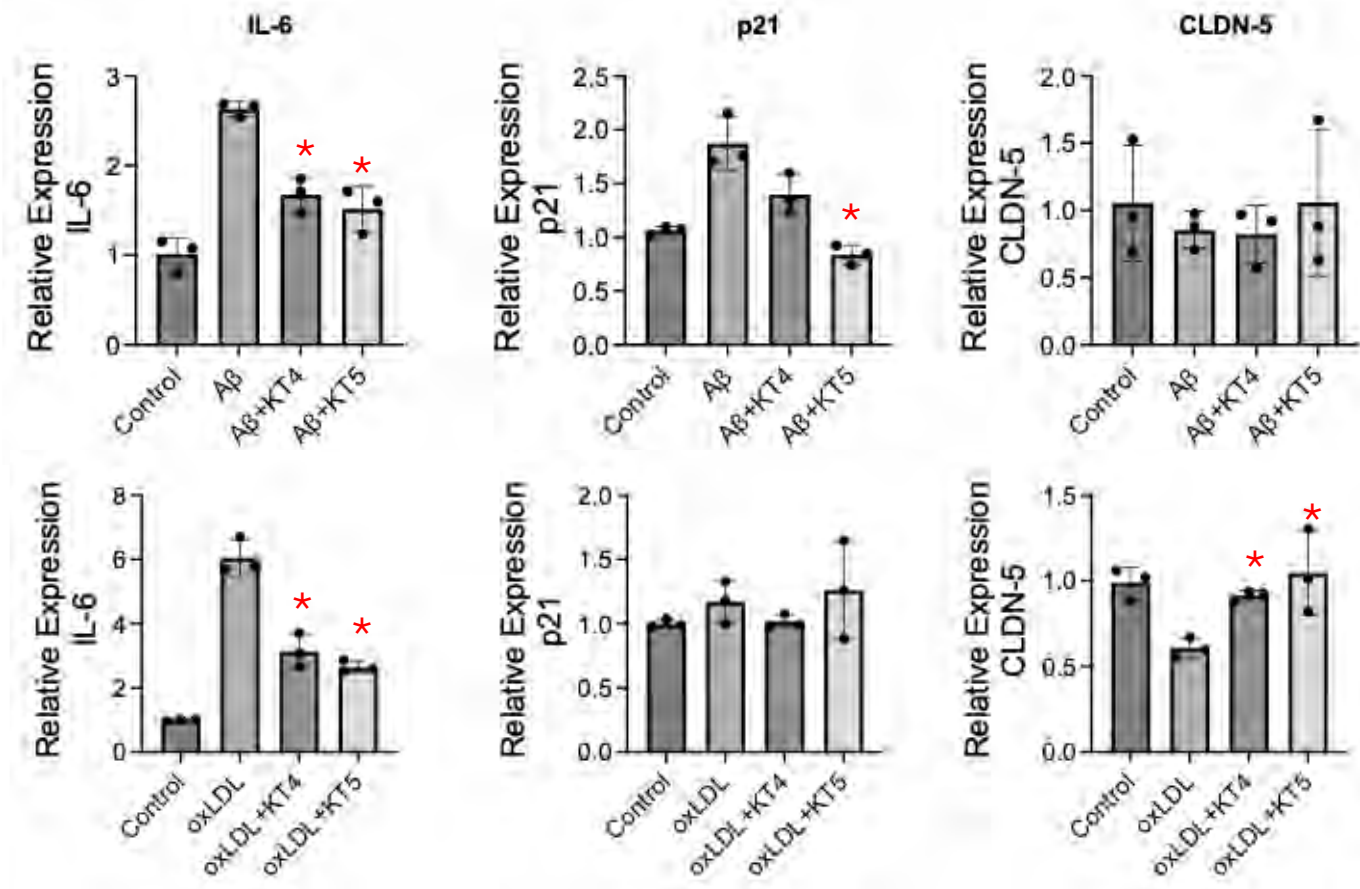 IL-6
Relative Expression
IL-6
3
2
1
0
Control
Aβ
Aβ+KT4
Aβ+KT5
p21
Relative Expression
p21
2.5
2.0
1.5
1.0
0.5
0.0
Control
Aβ
Aβ+KT4
Aβ+KT5
CLDN-5
Relative Expression
CLDN-5
2.0
1.5
1.0
0.5
0.0
Control
Aβ
Aβ+KT4
Aβ+KT5
Relative Expression
IL-6
8
6
4
2
0
Control
oxLDL
oxLDL+KT4
oxLDL+KT5
Relative Expression
p21
2.0
1.5
1.0
0.5
0.0
Control
oxLDL
oxLDL+KT4
oxLDL+KT5
Relative Expression
CLDN-5
1.5
1.0
0.5
0.0
Control
oxLDL
oxLDL+KT4
oxLDL+KT5